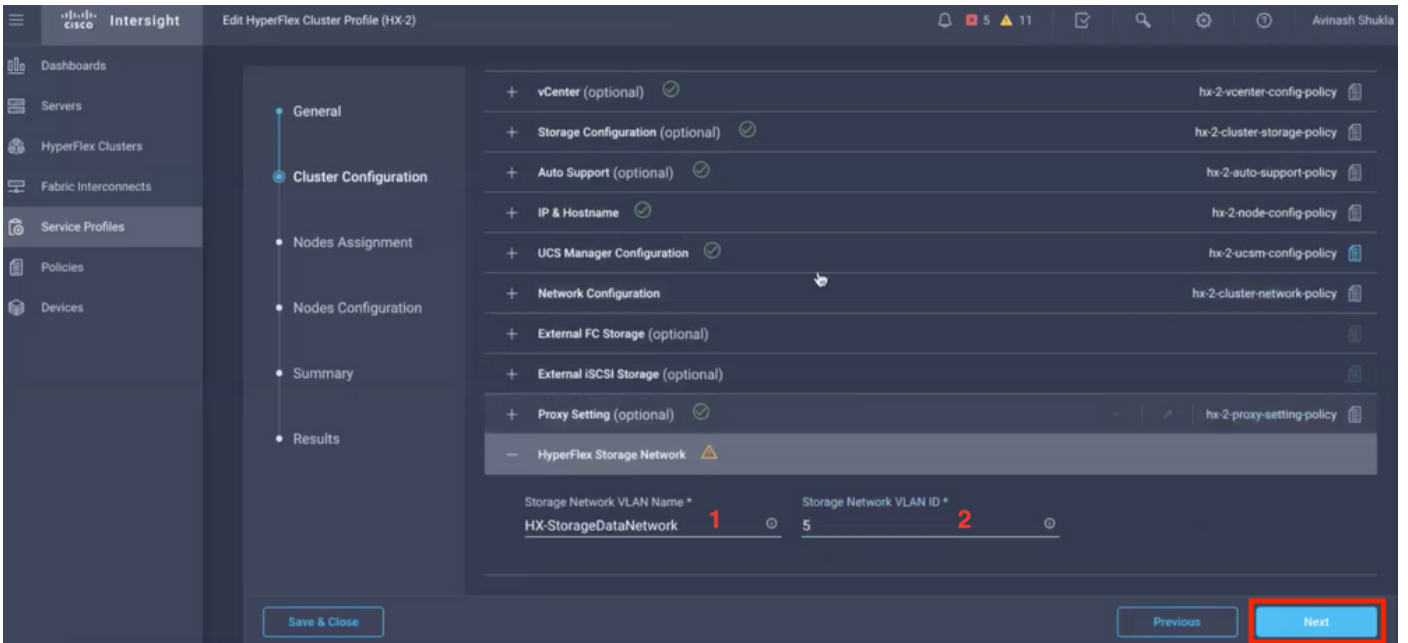 cisco Intersight
Edit HyperFlex Cluster Profile (HX-2)
5 11
Avinash Shukla
Dashboards
Servers
HyperFlex Clusters
Fabric Interconnects
Service Profiles
Policies
Devices
General
Cluster Configuration
Nodes Assignment
Nodes Configuration
Summary
Results
+ vCenter (optional) hx-2-vcenter-config-policy
+ Storage Configuration (optional) hx-2-cluster-storage-policy
+ Auto Support (optional) hx-2-auto-support-policy
+ IP & Hostname hx-2-node-config-policy
+ UCS Manager Configuration hx-2-ucsm-config-policy
+ Network Configuration hx-2-cluster-network-policy
+ External FC Storage (optional)
+ External iSCSI Storage (optional)
+ Proxy Setting (optional) hx-2-proxy-setting-policy
− HyperFlex Storage Network
Storage Network VLAN Name * Storage Network VLAN ID *
HX-StorageDataNetwork 1 5 2
Save & Close Previous Next